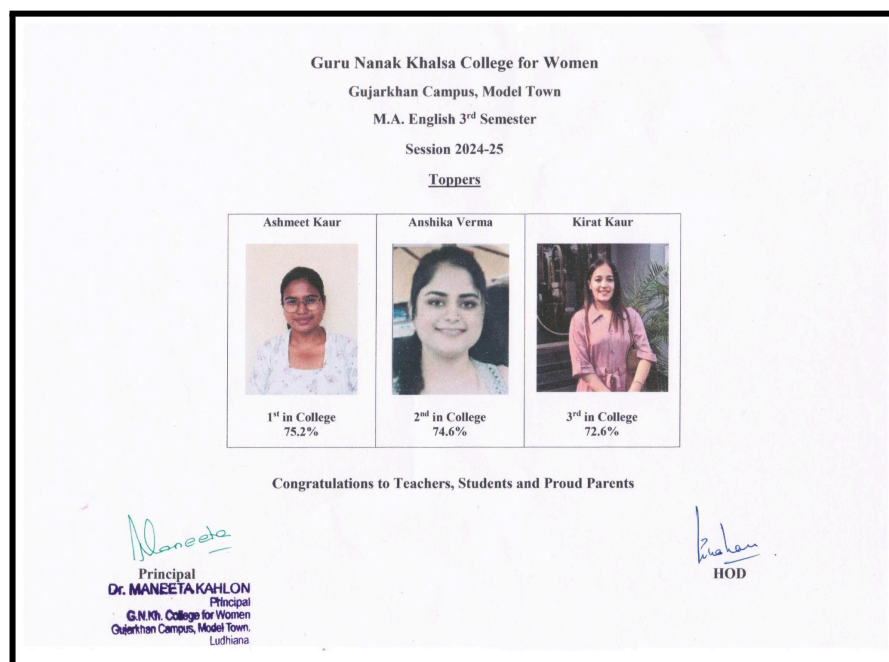 Guru Nanak Khalsa College for Women
Gujarkhan Campus, Model Town
M.A. English 3rd Semester
Session 2024-25
Toppers
Ashmeet Kaur
Anshika Verma
Kirat Kaur
1st in College
75.2%
2nd in College
74.6%
3rd in College
72.6%
Congratulations to Teachers, Students and Proud Parents
Maneeta
Principal
Dr. MANEETA KAHLON
Principal
G.N.Kh. College for Women
Gujarkhan Campus, Model Town,
Ludhiana
HOD